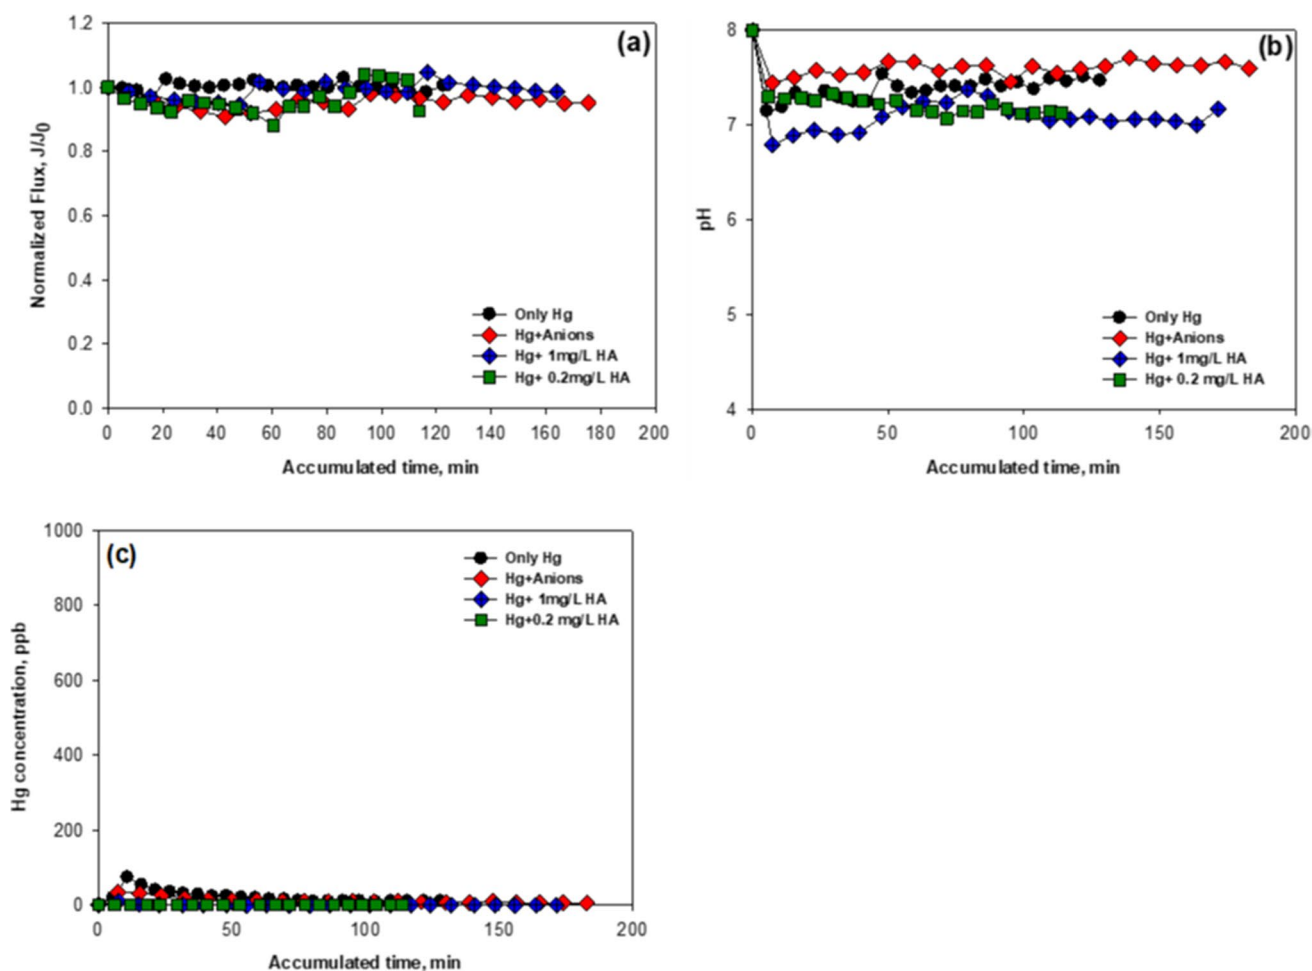 (a)
1.2
1.0
0.8
0.6
0.4
0.2
0.0
Normalized Flux, J/J0
Only Hg
Hg+Anions
Hg+ 1mg/L HA
Hg+ 0.2mg/L HA
0 20 40 60 80 100 120 140 160 180 200
Accumulated time, min
(b)
8
7
6
5
4
pH
Only Hg
Hg+Anions
Hg+ 1mg/L HA
Hg+ 0.2 mg/L HA
0 50 100 150 200
Accumulated time, min
(c)
1000
800
600
400
200
0
Hg concentration, ppb
Only Hg
Hg+Anions
Hg+ 1mg/L HA
Hg+0.2 mg/L HA
0 50 100 150 200
Accumulated time, min